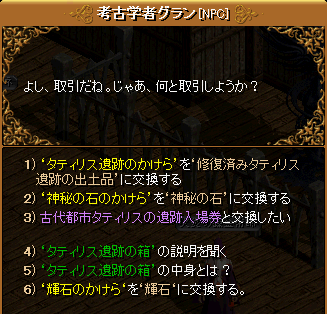 考古学者グラン[NPC]
よし、取引だね。じゃあ、何と取引しようか？
1) ‘タティリス遺跡のかけら’を‘修復済みタティリス
遺跡の出土品’に交換する
2) ‘神秘の石のかけら’を‘神秘の石’に交換する
3) 古代都市タティリスの遺跡入場券と交換したい
4) ‘タティリス遺跡の箱’の説明を聞く
5) ‘タティリス遺跡の箱’の中身とは？
6) ‘輝石のかけら’を‘輝石’に交換する。